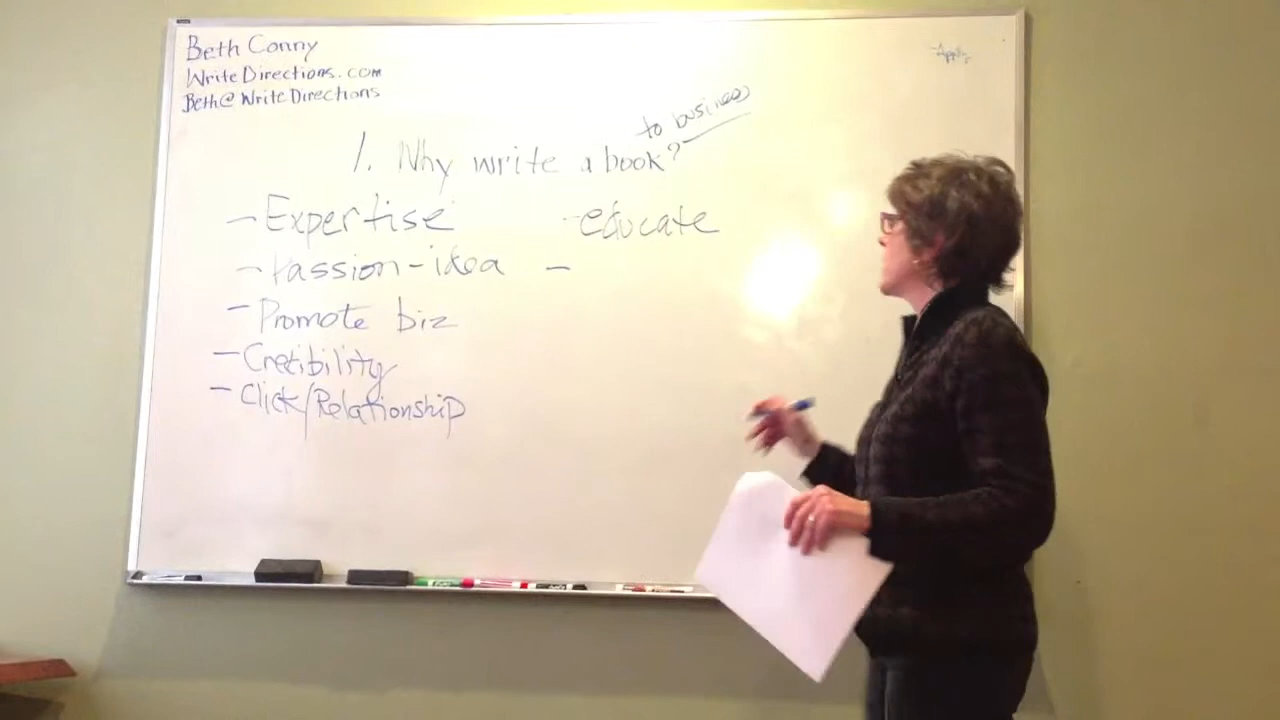 Beth Conny
WriteDirections.com
Beth@WriteDirections
to business
1. Why write a book?
- Expertise
- Passion-idea
- Promote biz
- Credibility
- Click/Relationship
- educate
-